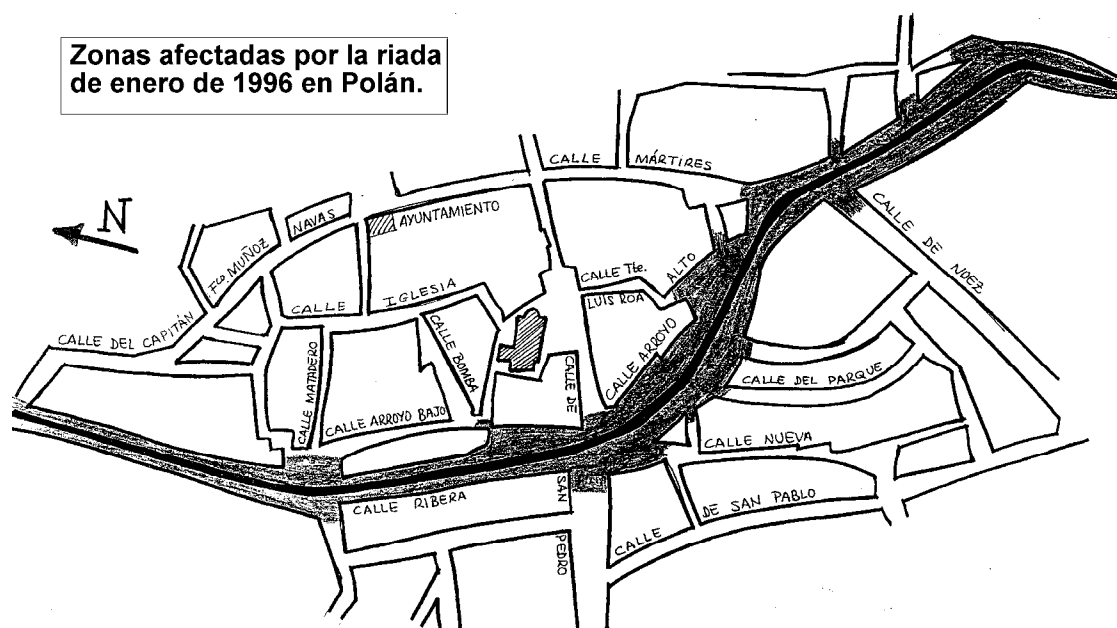 Zonas afectadas por la riada
de enero de 1996 en Polán.
N
CALLE MÁRTIRES
AYUNTAMIENTO
Fco. MUÑOZ NAVAS
CALLE IGLESIA
CALLE DEL CAPITÁN
CALLE Tte.
LUIS ROA
ALTO
CALLE ARROYO
CALLE DE NOEZ
CALLE MATADERO
CALLE BOMBA
CALLE ARROYO BAJO
CALLE DE
SAN
PEDRO
CALLE DEL PARQUE
CALLE NUEVA
CALLE RIBERA
CALLE DE SAN PABLO